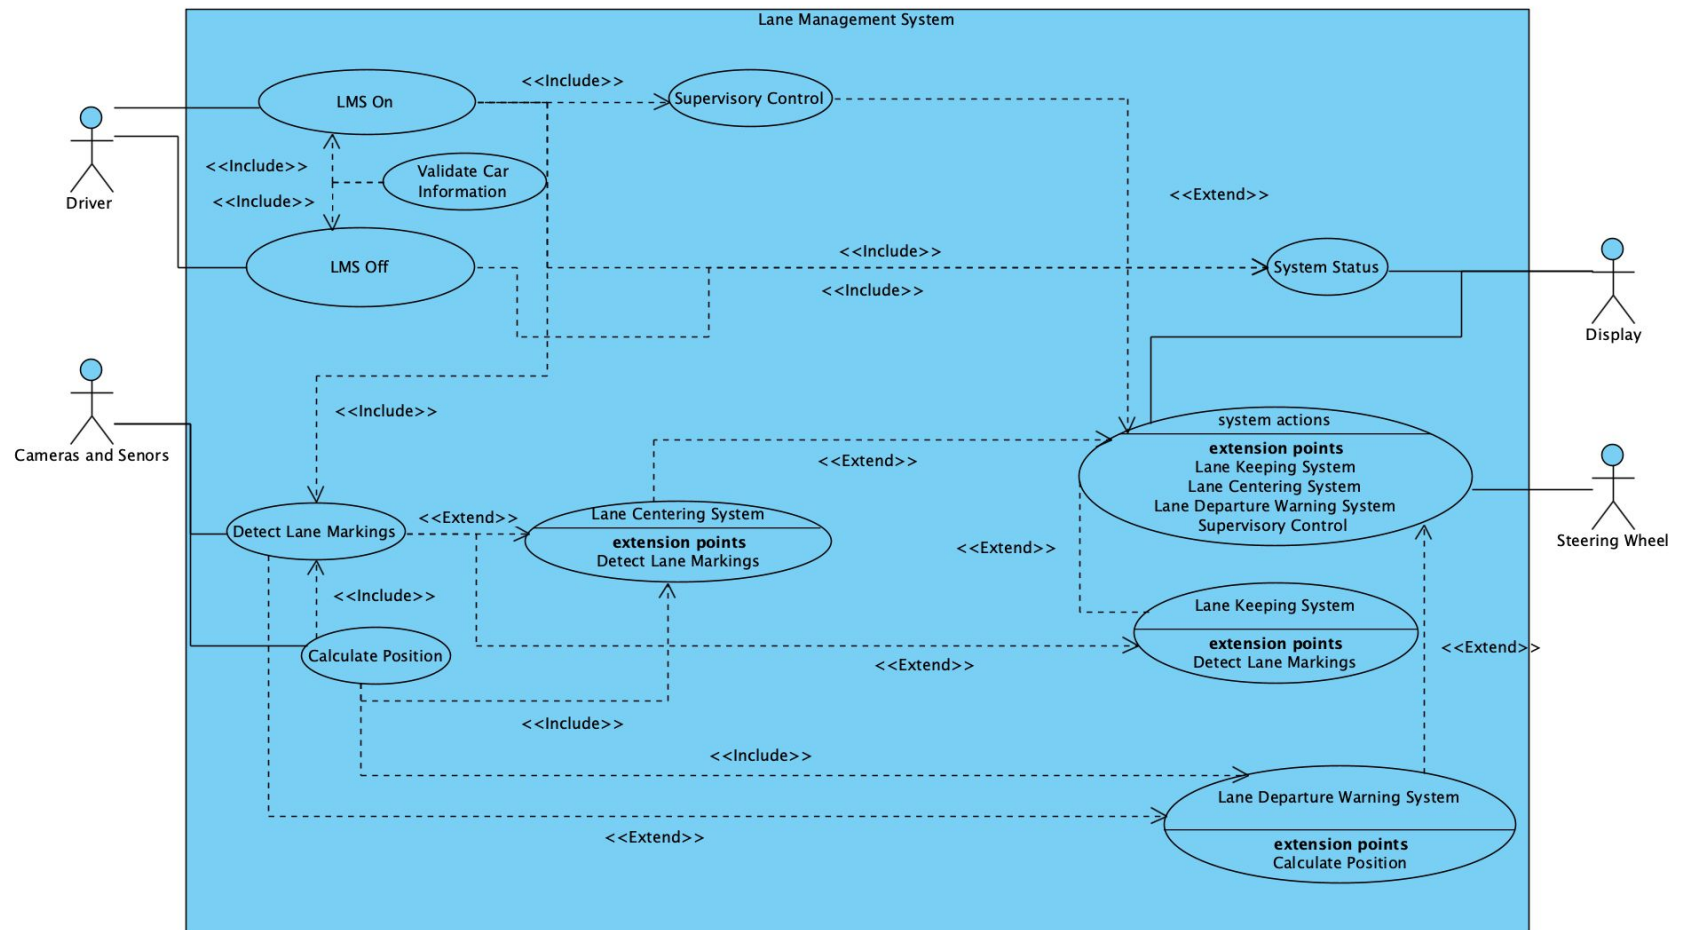 Lane Management System
<<Include>>
LMS On
Supervisory Control
<<Include>>
Validate Car
Information
<<Include>>
<<Extend>>
Driver
<<Include>>
LMS Off
System Status
<<Include>>
Display
<<Include>>
Cameras and Senors
system actions
extension points
Lane Keeping System
Lane Centering System
Lane Departure Warning System
Supervisory Control
<<Extend>>
<<Extend>>
Lane Centering System
extension points
Detect Lane Markings
Detect Lane Markings
Steering Wheel
<<Extend>>
<<Include>>
Lane Keeping System
extension points
Detect Lane Markings
<<Extend>>
Calculate Position
<<Extend>>
<<Include>>
<<Include>>
Lane Departure Warning System
extension points
Calculate Position
<<Extend>>